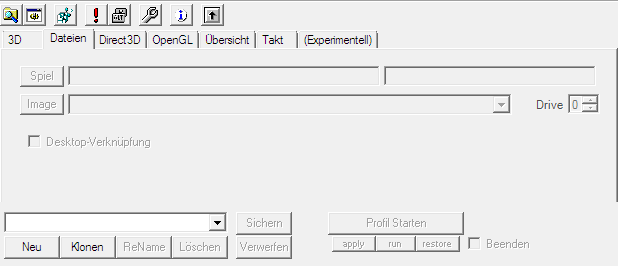 3D Dateien Direct3D OpenGL Übersicht Takt (Experimentell)
Spiel
Image Drive 0
Desktop-Verknüpfung
Sichern Profil Starten
Neu Klonen ReName Löschen Verwerfen apply run restore Beenden